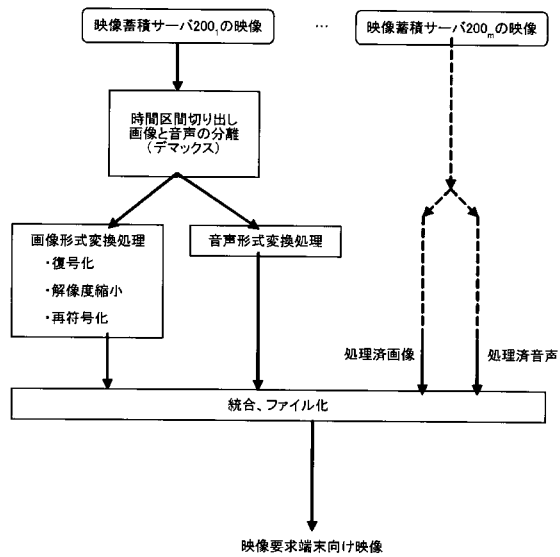 映像蓄積サーバ200₁の映像
…
映像蓄積サーバ200ₘの映像
時間区間切り出し
画像と音声の分離
（デマックス）
画像形式変換処理
・復号化
・解像度縮小
・再符号化
音声形式変換処理
処理済画像
処理済音声
統合、ファイル化
映像要求端末向け映像